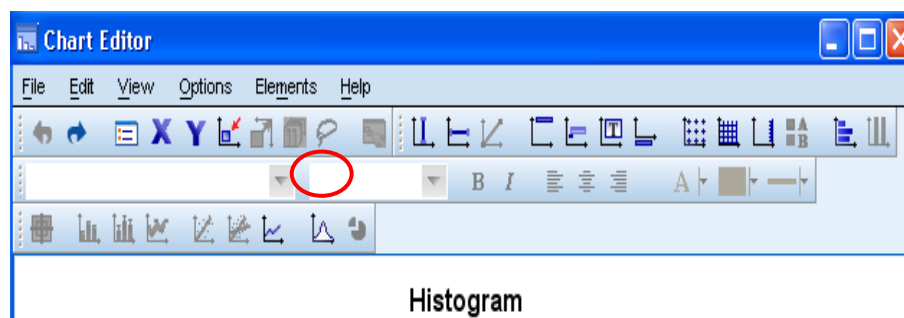 Chart Editor
File Edit View Options Elements Help
X Y T A B
B I A
Histogram